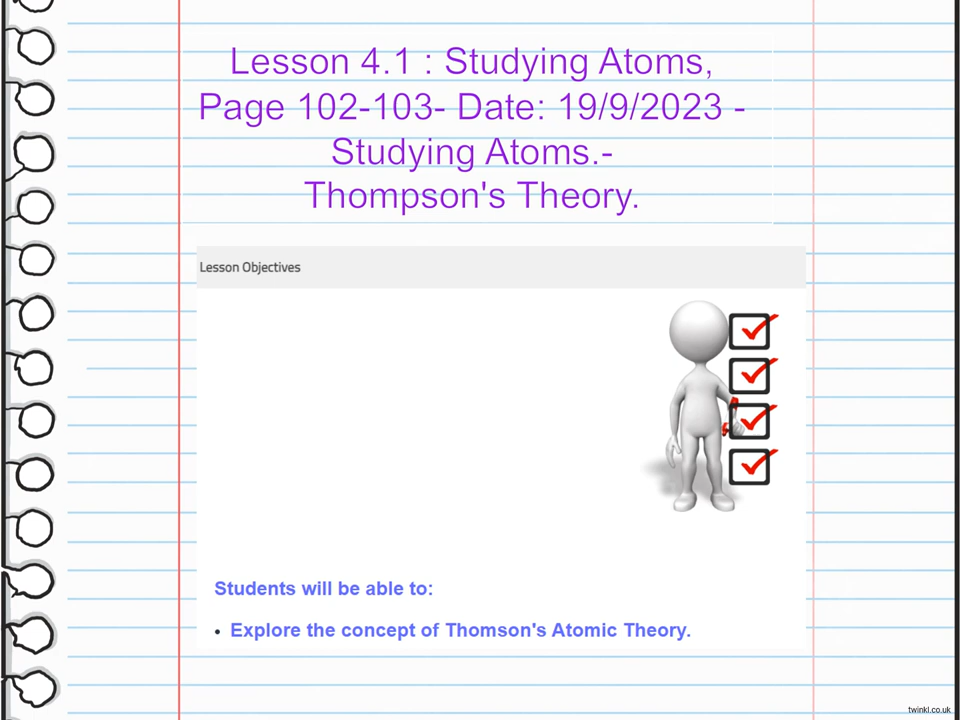 Lesson 4.1 : Studying Atoms,
Page 102-103- Date: 19/9/2023 -
Studying Atoms.-
Thompson's Theory.
Lesson Objectives
Students will be able to:
• Explore the concept of Thomson's Atomic Theory.
twinkl.co.uk